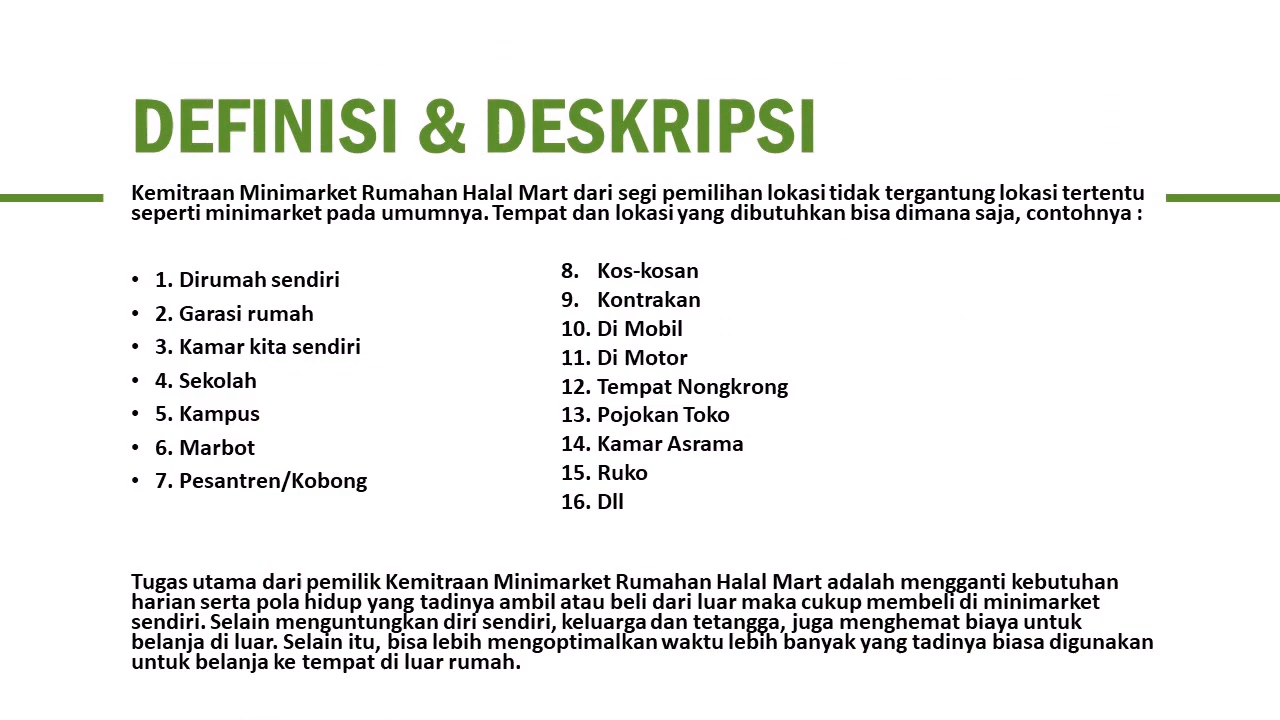 DEFINISI & DESKRIPSI
Kemitraan Minimarket Rumahan Halal Mart dari segi pemilihan lokasi tidak tergantung lokasi tertentu
seperti minimarket pada umumnya. Tempat dan lokasi yang dibutuhkan bisa dimana saja, contohnya :
• 1. Dirumah sendiri
• 2. Garasi rumah
• 3. Kamar kita sendiri
• 4. Sekolah
• 5. Kampus
• 6. Marbot
• 7. Pesantren/Kobong
8. Kos-kosan
9. Kontrakan
10. Di Mobil
11. Di Motor
12. Tempat Nongkrong
13. Pojokan Toko
14. Kamar Asrama
15. Ruko
16. Dll
Tugas utama dari pemilik Kemitraan Minimarket Rumahan Halal Mart adalah mengganti kebutuhan
harian serta pola hidup yang tadinya ambil atau beli dari luar maka cukup membeli di minimarket
sendiri. Selain menguntungkan diri sendiri, keluarga dan tetangga, juga menghemat biaya untuk
belanja di luar. Selain itu, bisa lebih mengoptimalkan waktu lebih banyak yang tadinya biasa digunakan
untuk belanja ke tempat di luar rumah.